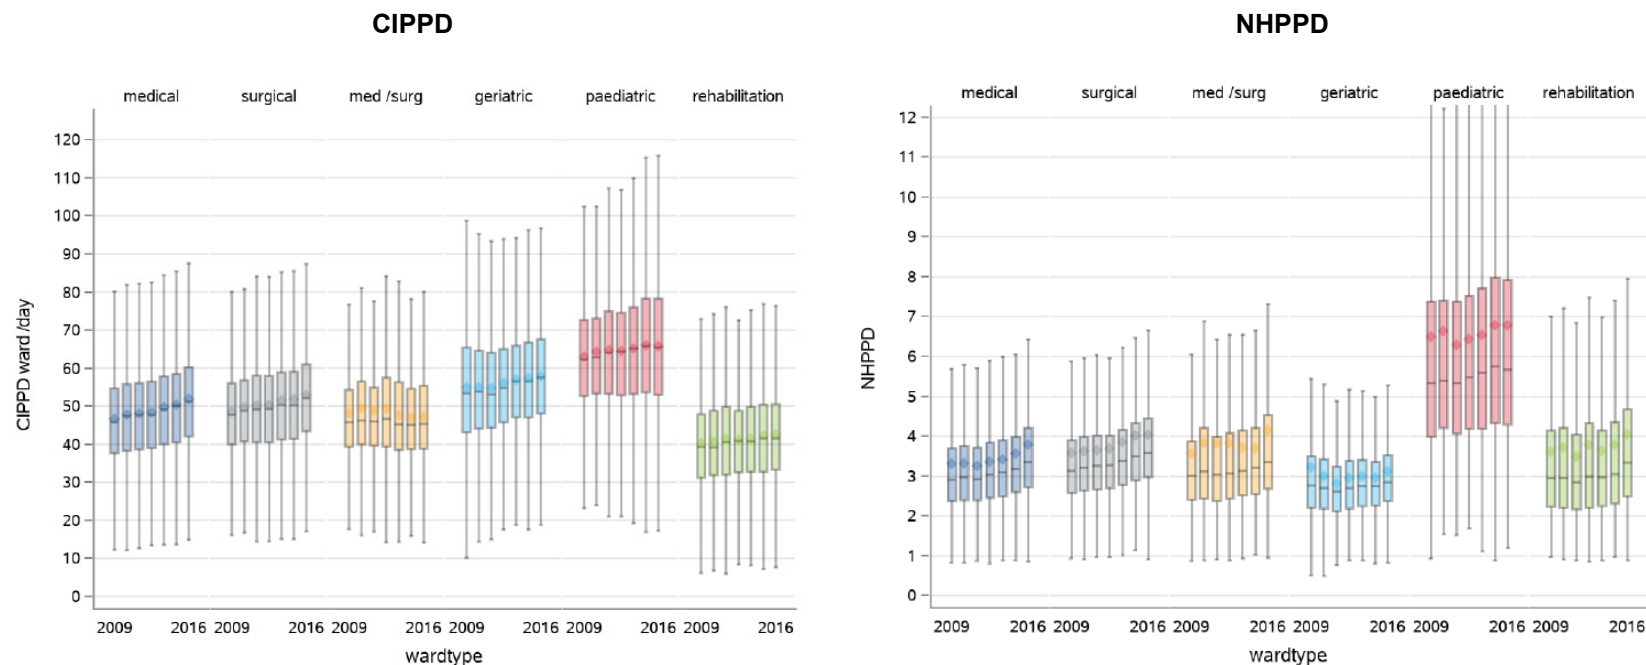 CIPPD
medical surgical med /surg geriatric paediatric rehabilitation
120
110
100
90
80
70
60
50
40
30
20
10
0
CIPPD ward /day
2009 2016 2009 2016 2009 2016 2009 2016 2009 2016 2009 2016
wardtype
NHPPD
medical surgical med /surg geriatric paediatric rehabilitation
12
11
10
9
8
7
6
5
4
3
2
1
0
NHPPD
2009 2016 2009 2016 2009 2016 2009 2016 2009 2016 2009 2016
wardtype